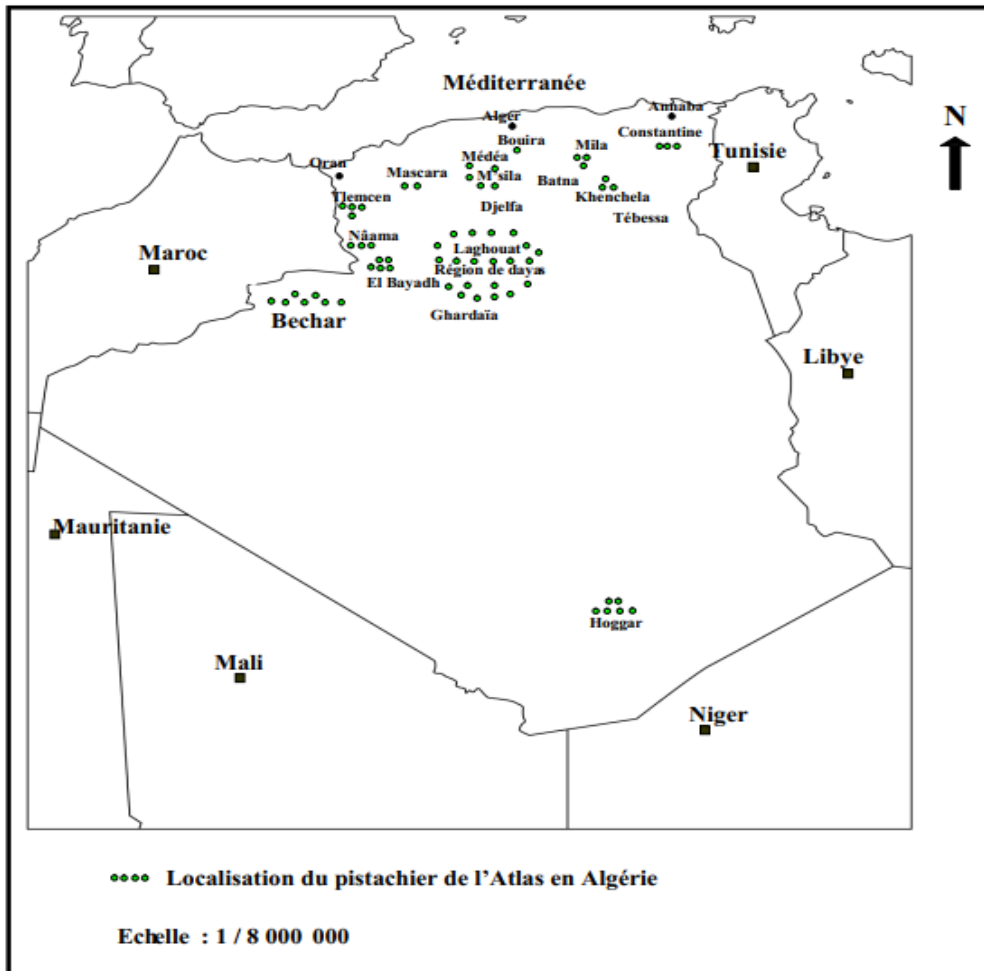 Méditerranée
Annaba
Alger
N
Constantine
Bouira
Mila
Tunisie
Oran
Médéa
Mascara
M'sila
Batna
Khenchela
Tlemcen
Djelfa
Tébessa
Nâama
Maroc
Laghouat
Région de dayas
El Bayadh
Ghardaïa
Bechar
Libye
Mauritanie
Hoggar
Mali
Niger
Localisation du pistachier de l'Atlas en Algérie
Echelle : 1 / 8 000 000